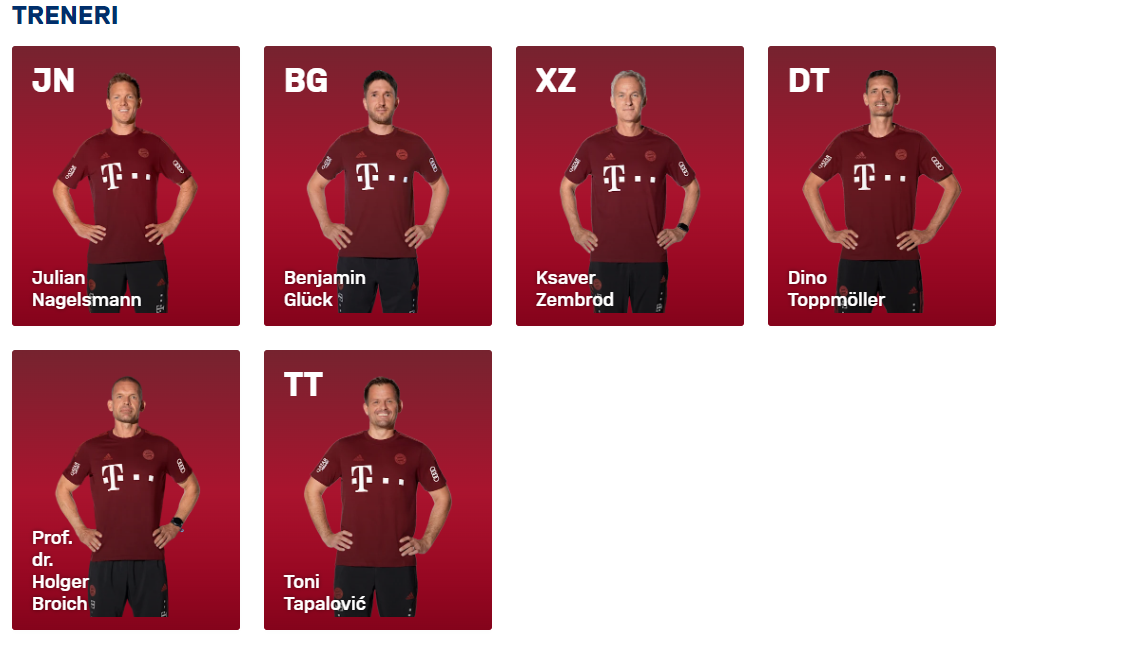 TRENERI
JN
Julian
Nagelsmann
BG
Benjamin
Glück
XZ
Ksaver
Zembrod
DT
Dino
Toppmöller
Prof.
dr.
Holger
Broich
TT
Toni
Tapalović